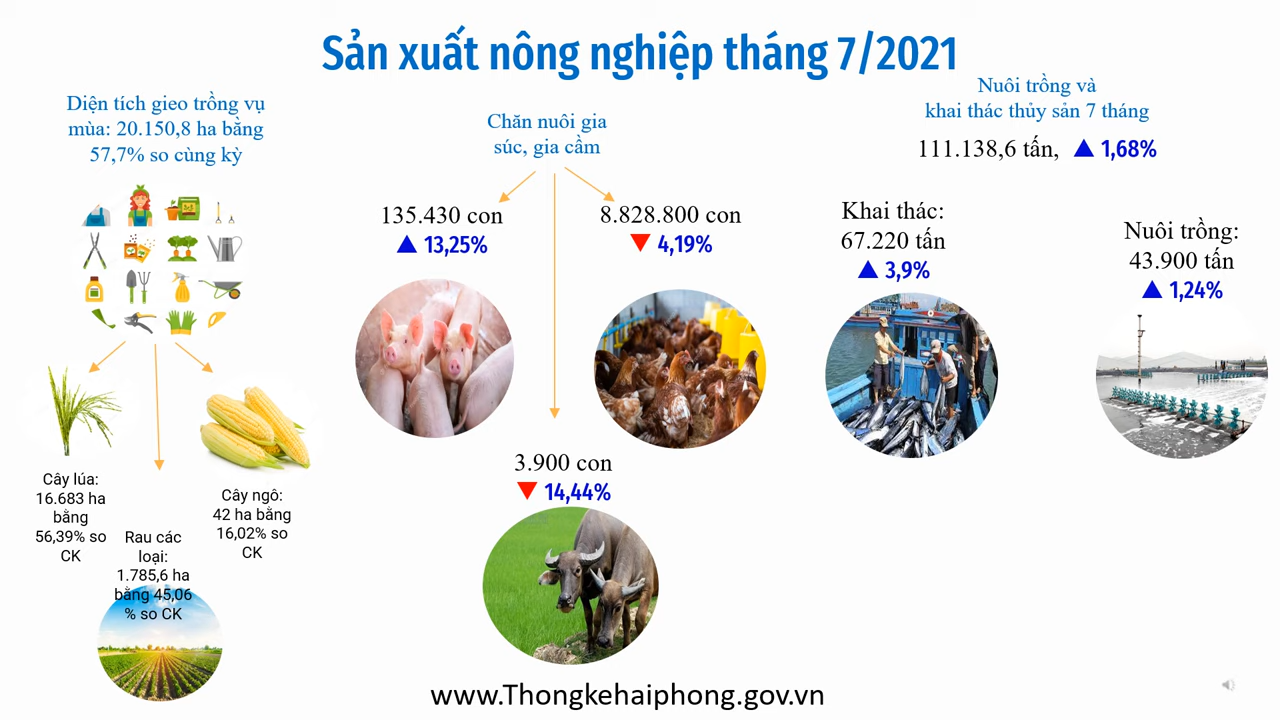 Sản xuất nông nghiệp tháng 7/2021
Diện tích gieo trồng vụ
mùa: 20.150,8 ha bằng
57,7% so cùng kỳ
Cây lúa:
16.683 ha
bằng
56,39% so
CK
Rau các
loại:
1.785,6 ha
bằng 45,06
% so CK
Cây ngô:
42 ha bằng
16,02% so
CK
Chăn nuôi gia
súc, gia cầm
135.430 con
▲ 13,25%
8.828.800 con
▼ 4,19%
3.900 con
▼ 14,44%
Nuôi trồng và
khai thác thủy sản 7 tháng
111.138,6 tấn, ▲ 1,68%
Khai thác:
67.220 tấn
▲ 3,9%
Nuôi trồng:
43.900 tấn
▲ 1,24%
www.Thongkehaiphong.gov.vn